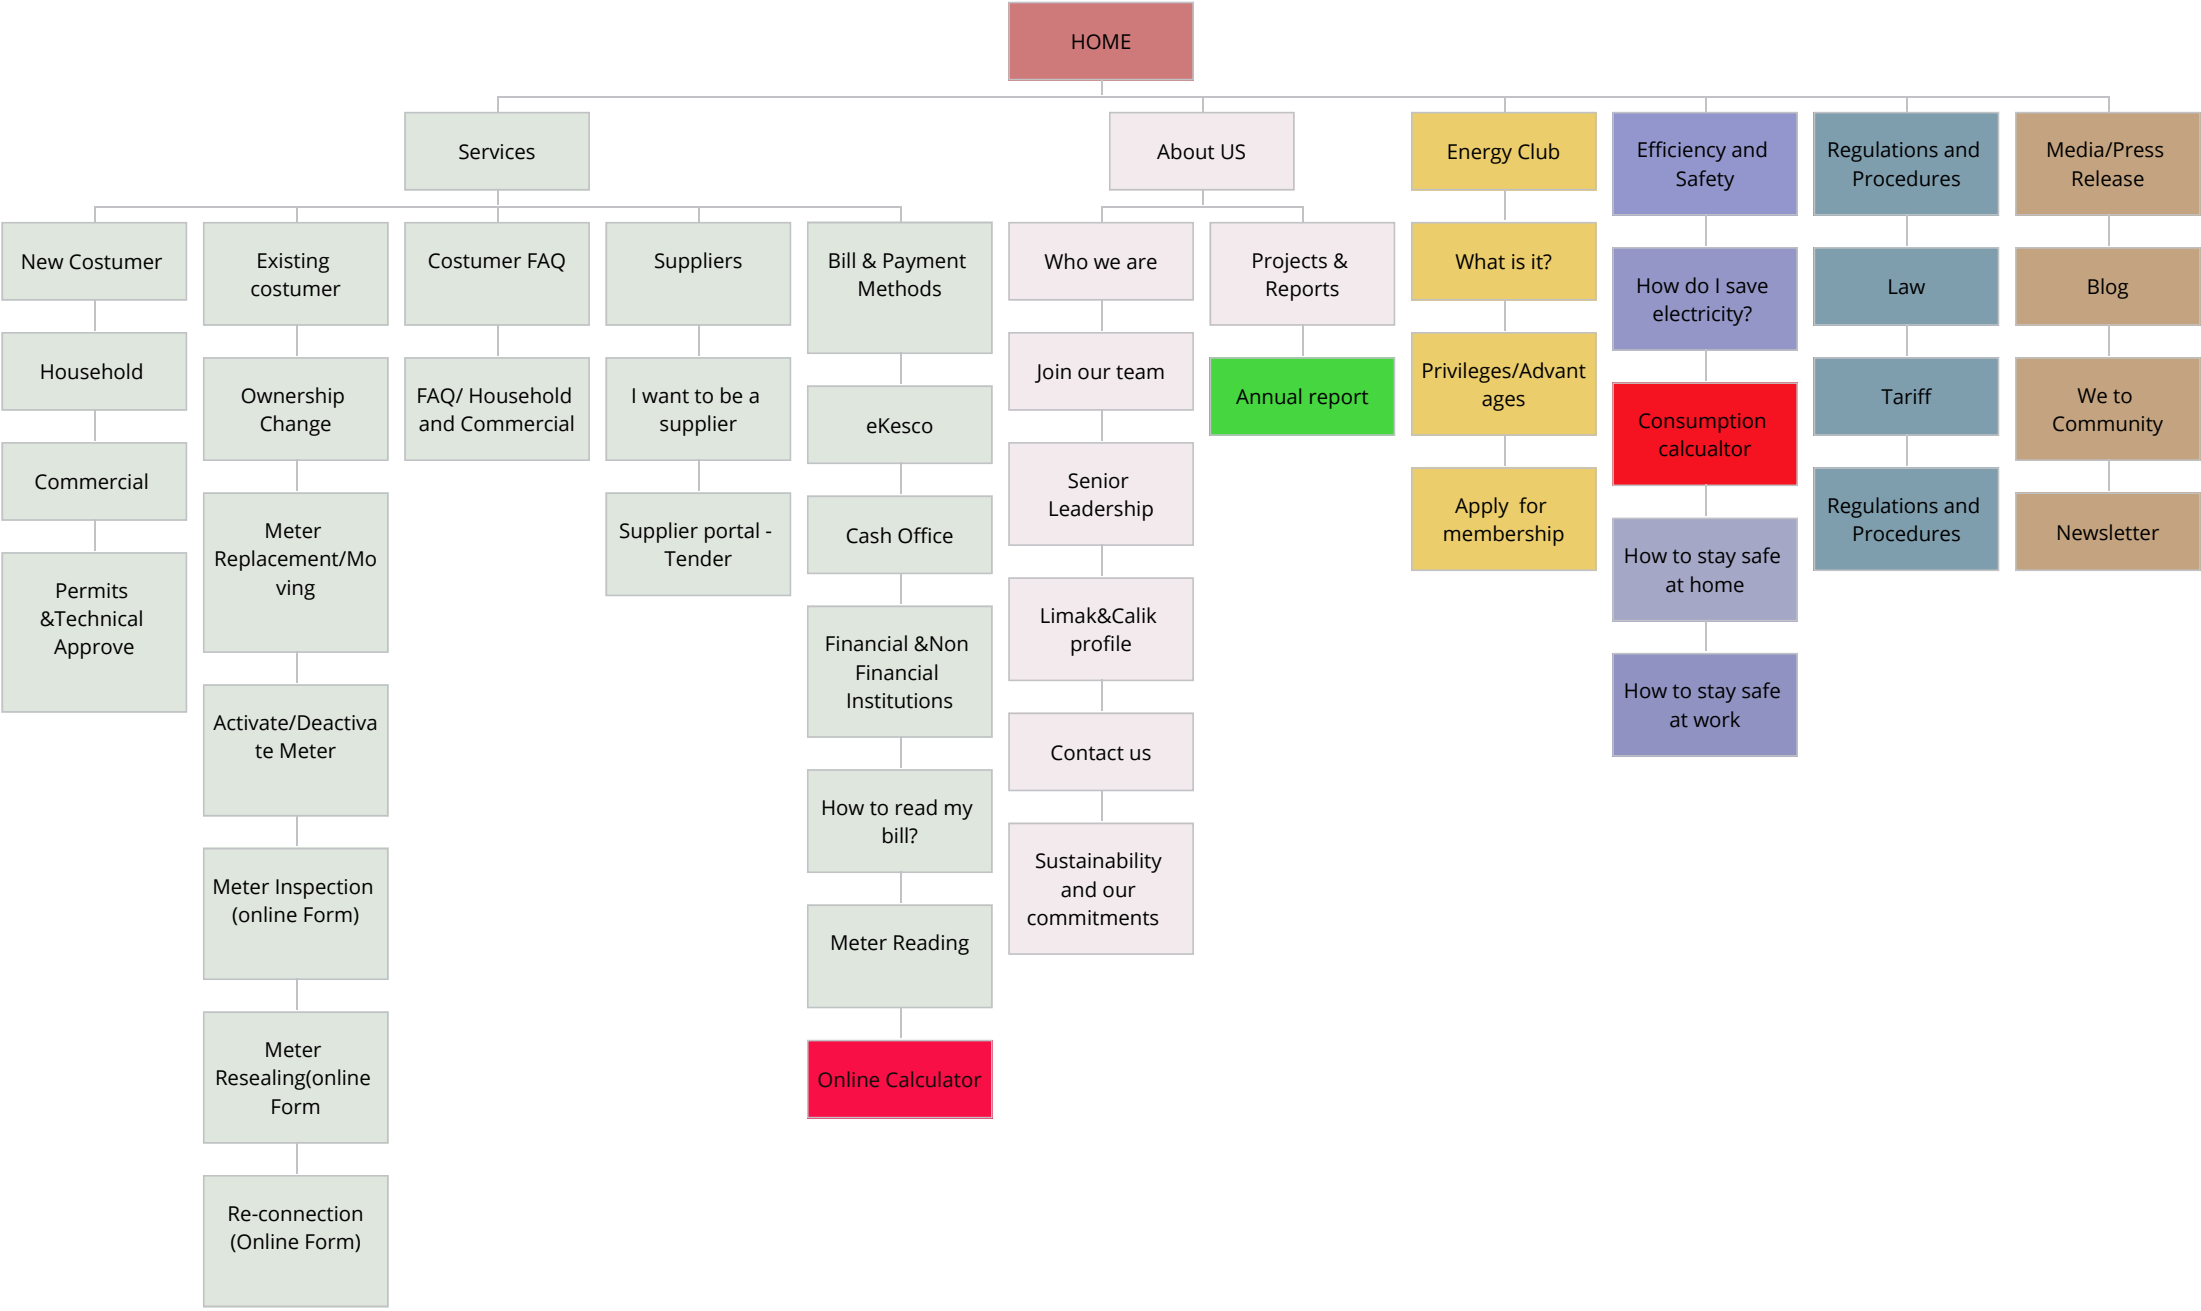 HOME
Services
About US
Energy Club
Efficiency and
Safety
Regulations and
Procedures
Media/Press
Release
New Costumer
Household
Commercial
Permits
&Technical
Approve
Existing
costumer
Ownership
Change
Meter
Replacement/Mo
ving
Activate/Deactiva
te Meter
Meter Inspection
(online Form)
Meter
Resealing(online
Form
Re-connection
(Online Form)
Costumer FAQ
FAQ/ Household
and Commercial
Suppliers
I want to be a
supplier
Supplier portal -
Tender
Bill & Payment
Methods
eKesco
Cash Office
Financial &Non
Financial
Institutions
How to read my
bill?
Meter Reading
Online Calculator
Who we are
Join our team
Senior
Leadership
Limak&Calik
profile
Contact us
Sustainability
and our
commitments
Projects &
Reports
Annual report
What is it?
Privileges/Advant
ages
Apply  for
membership
How do I save
electricity?
Consumption
calcualtor
How to stay safe
at home
How to stay safe
at work
Law
Tariff
Regulations and
Procedures
Blog
We to
Community
Newsletter